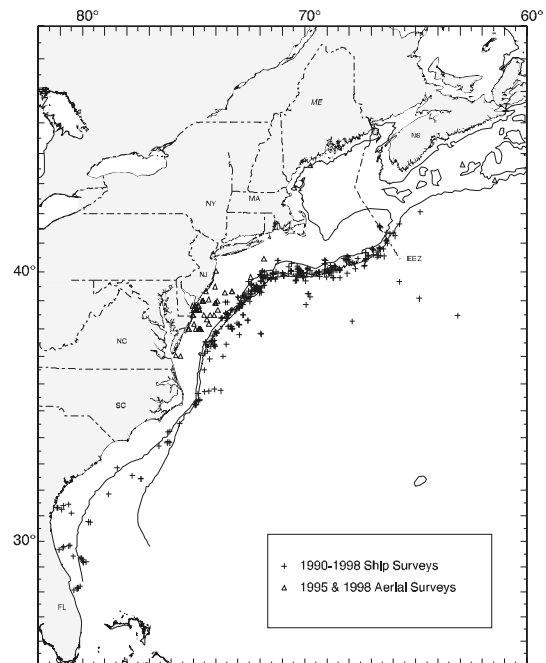 80° 70° 60°
ME
NS
NY
MA
EEZ
NJ
40°
NC
SC
30°
1990-1998 Ship Surveys
1995 & 1998 Aerial Surveys
FL